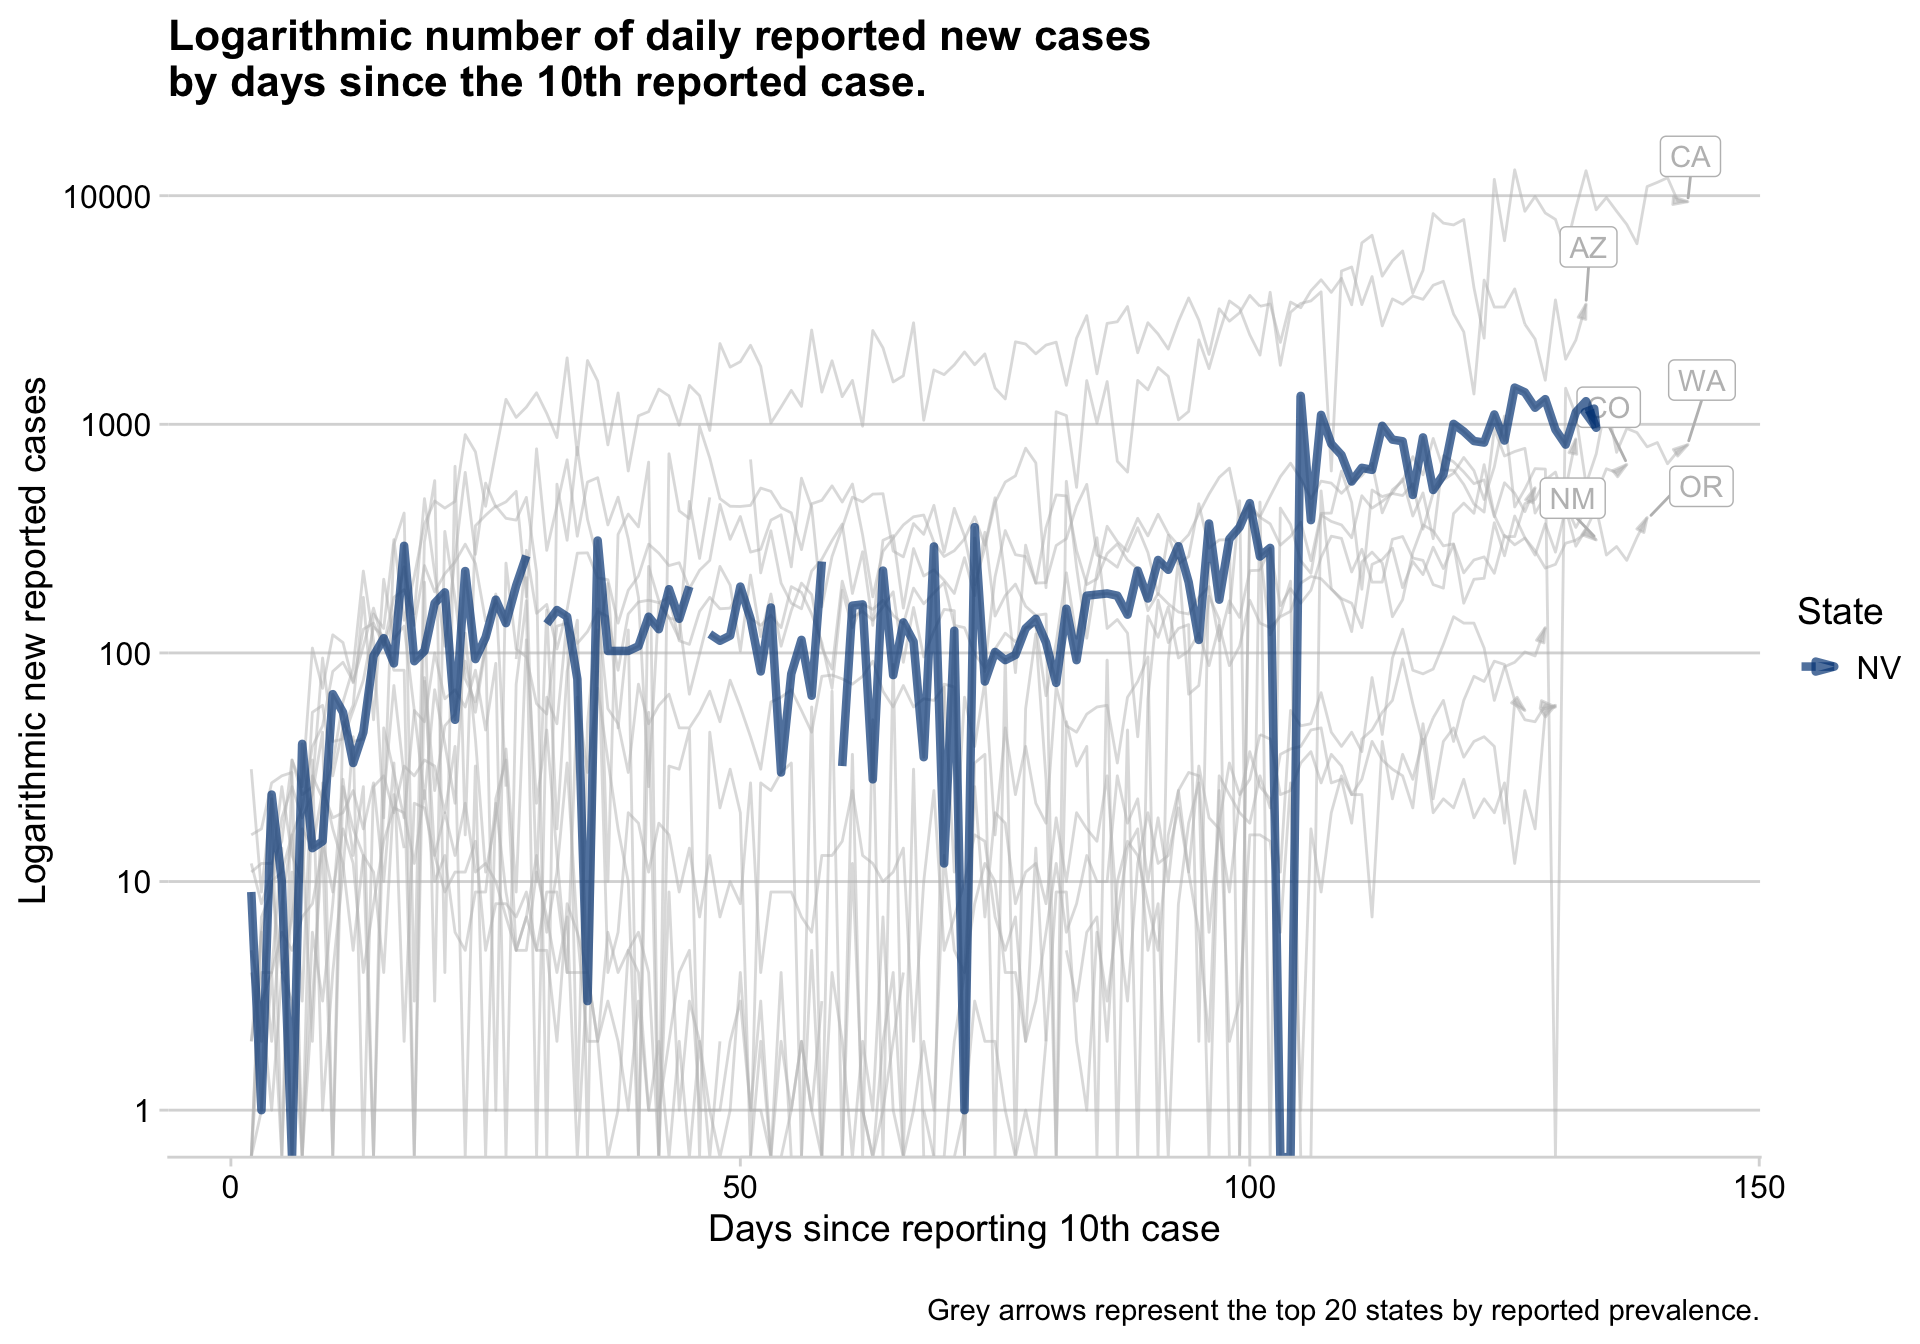 Logarithmic number of daily reported new cases
by days since the 10th reported case.
Logarithmic new reported cases
10000
1000
100
10
1
CA
AZ
WA
CO
OR
NM
State
NV
0
50
100
150
Days since reporting 10th case
Grey arrows represent the top 20 states by reported prevalence.